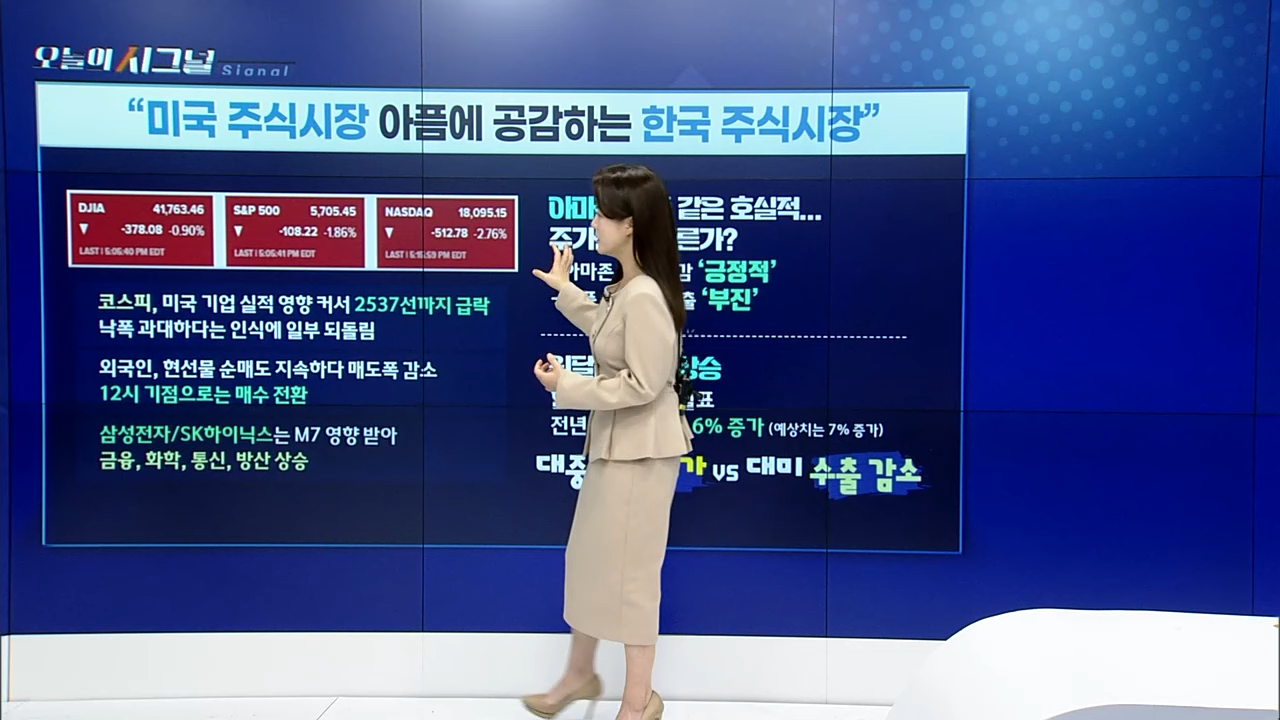 오늘의 시그널
Signal
“미국 주식시장 아픔에 공감하는 한국 주식시장”
DJIA 41,763.46
▼ -378.08 -0.90%
LAST | 5:05:40 PM EDT
S&P 500 5,705.45
▼ -108.22 -1.86%
LAST | 5:05:41 PM EDT
NASDAQ 18,095.15
▼ -512.78 -2.76%
LAST | 5:15:59 PM EDT
코스피, 미국 기업 실적 영향 커서 2537선까지 급락
낙폭 과대하다는 인식에 일부 되돌림
외국인, 현선물 순매도 지속하다 매도폭 감소
12시 기점으로는 매수 전환
삼성전자/SK하이닉스는 M7 영향 받아
금융, 화학, 통신, 방산 상승
같은 호실적...
주가
른가?
아마존 감 ‘긍정적’
출 ‘부진’
상승
표
전년 6% 증가 (예상치는 7% 증가)
대중 가 vs 대미 수출 감소